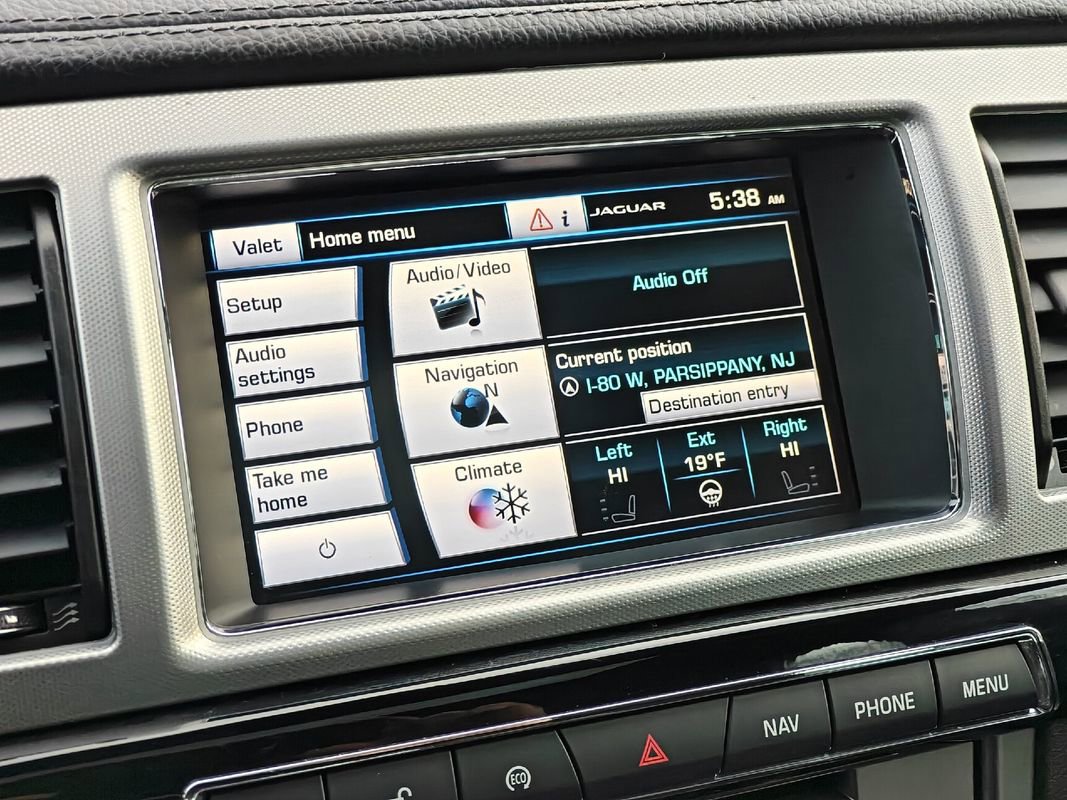 Valet
Home menu
i
JAGUAR
5:38 AM
Setup
Audio
settings
Phone
Take me
home
Audio/Video
Navigation
N
Climate
Audio Off
Current position
I-80 W, PARSIPPANY, NJ
Destination entry
Left
HI
Ext
19°F
Right
HI
ECO
NAV
PHONE
MENU